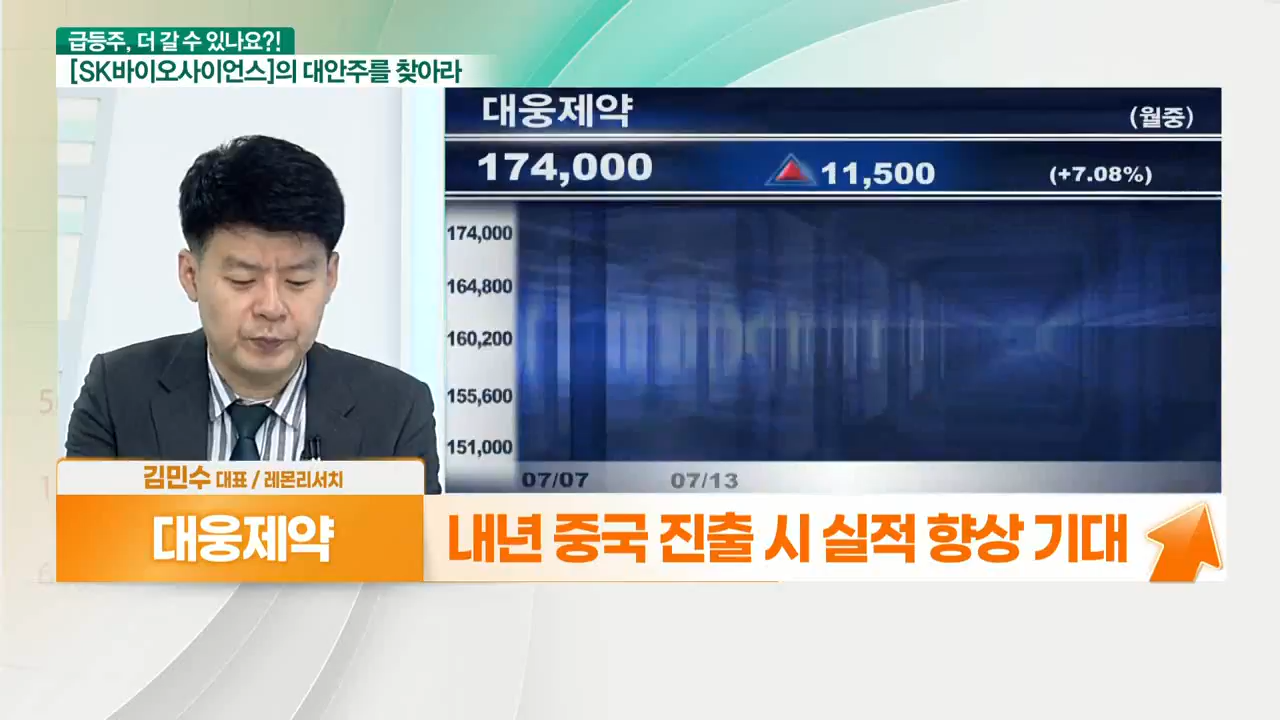 급등주, 더 갈 수 있나요?!
[SK바이오사이언스]의 대안주를 찾아라
대웅제약 (월중)
174,000 11,500 (+7.08%)
174,000
164,800
160,200
155,600
151,000
07/07 07/13
김민수 대표 / 레몬리서치
대웅제약
내년 중국 진출 시 실적 향상 기대